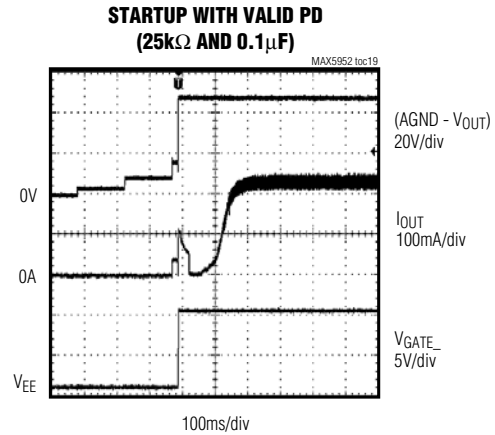 STARTUP WITH VALID PD
(25kΩ AND 0.1μF)
MAX5952 toc19
(AGND - VOUT)
20V/div
0V
IOUT
100mA/div
0A
VGATE_
5V/div
VEE
100ms/div